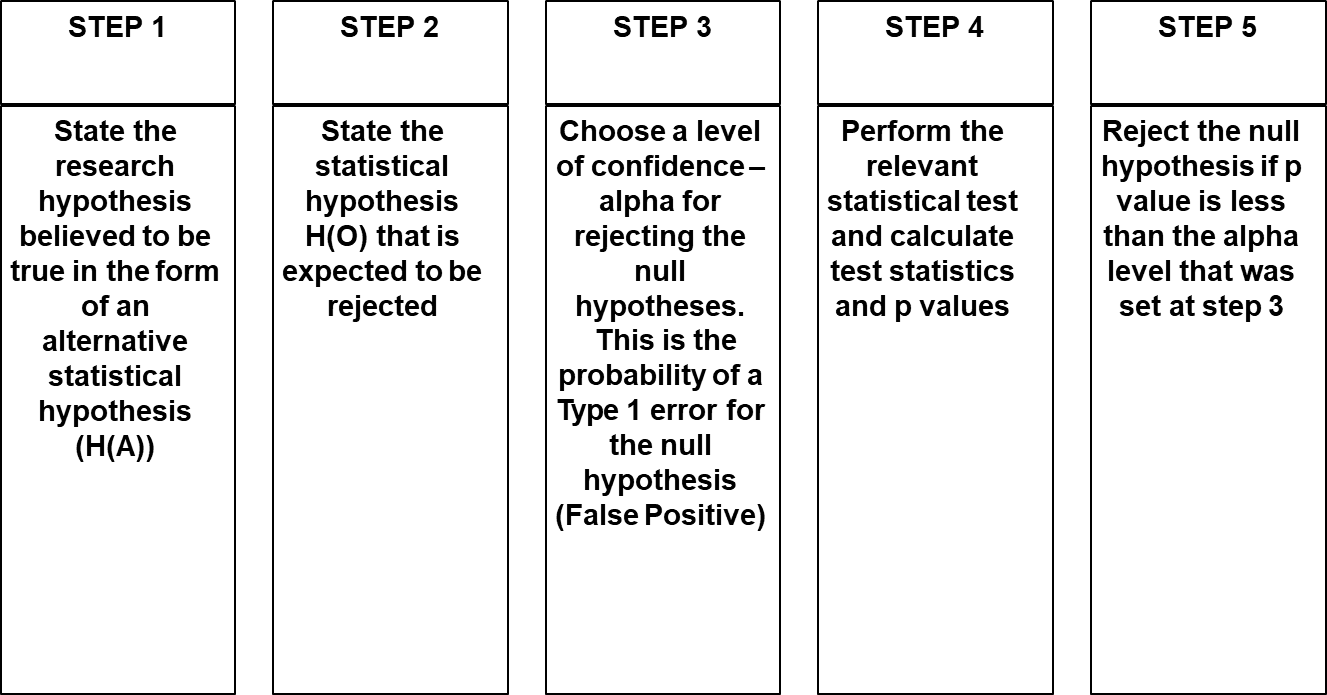 STEP 1
State the
research
hypothesis
believed to be
true in the form
of an
alternative
statistical
hypothesis
(H(A))
STEP 2
State the
statistical
hypothesis
H(O) that is
expected to be
rejected
STEP 3
Choose a level
of confidence –
alpha for
rejecting the
null
hypotheses.
This is the
probability of a
Type 1 error for
the null
hypothesis
(False Positive)
STEP 4
Perform the
relevant
statistical test
and calculate
test statistics
and p values
STEP 5
Reject the null
hypothesis if p
value is less
than the alpha
level that was
set at step 3